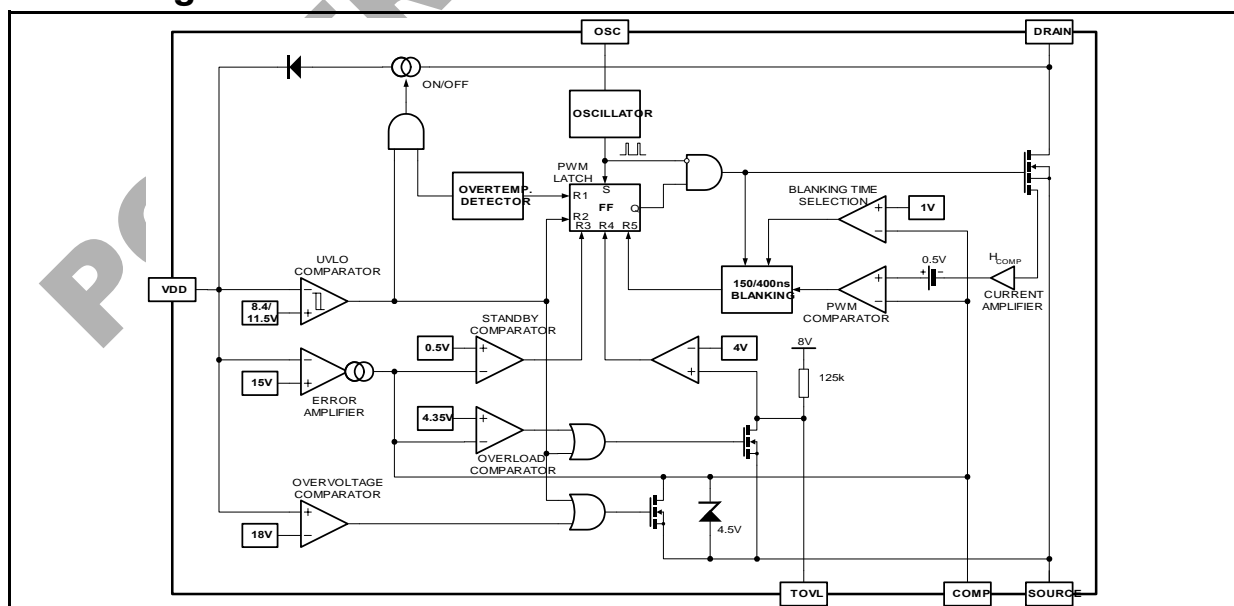 OSC
DRAIN
ON/OFF
OSCILLATOR
PWM
LATCH
OVERTEMP.
DETECTOR
R1
S
FF
Q
R2
R3
R4
R5
BLANKING TIME
SELECTION
1V
UVLO
COMPARATOR
VDD
8.4/
11.5V
150/400ns
BLANKING
PWM
COMPARATOR
0.5V
+
−
HCOMP
CURRENT
AMPLIFIER
STANDBY
COMPARATOR
0.5V
4V
8V
125k
15V
ERROR
AMPLIFIER
4.35V
OVERLOAD
COMPARATOR
OVERVOLTAGE
COMPARATOR
18V
4.5V
TOVL
COMP
SOURCE